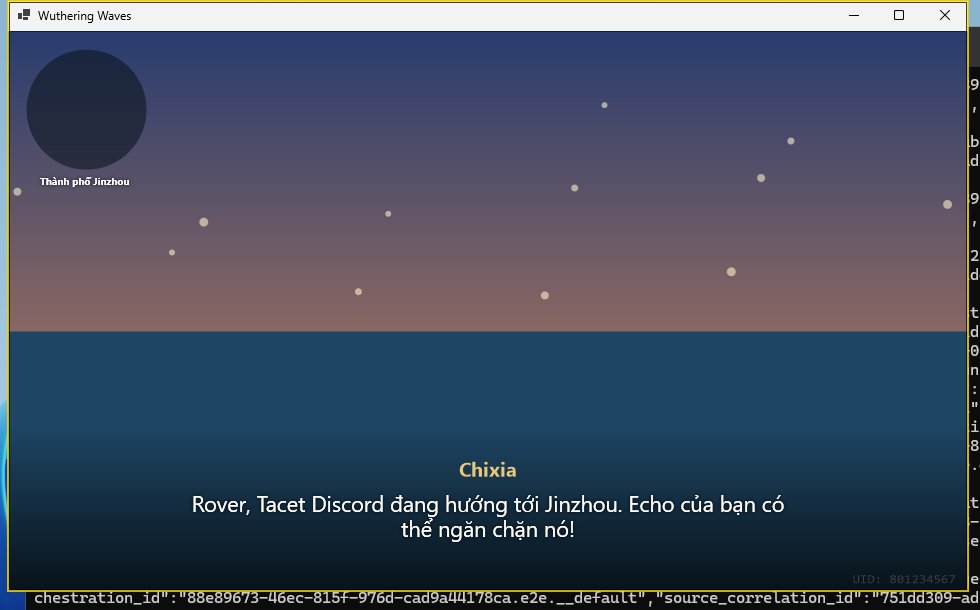 Wuthering Waves
Thành phố Jinzhou
Chixia
Rover, Tacet Discord đang hướng tới Jinzhou. Echo của bạn có
thể ngăn chặn nó!
UID: 801234567
chestration_id":"88e89673-46ec-815f-976d-cad9a44178ca.e2e.__default","source_correlation_id":"751dd309-